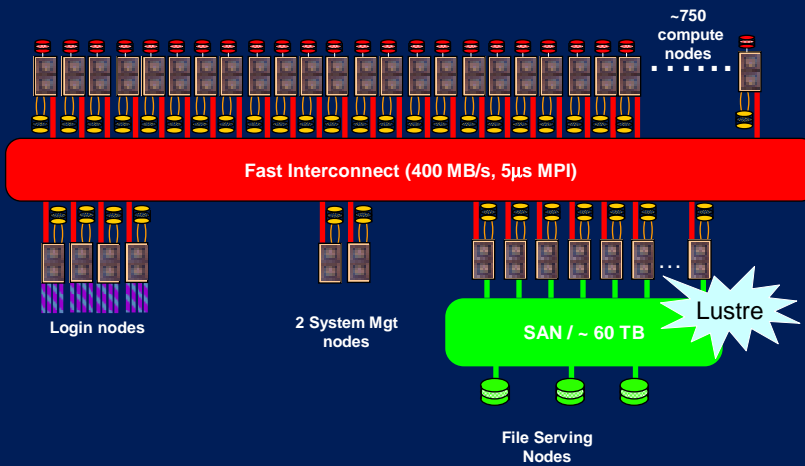 ~750
compute
nodes
......
Fast Interconnect (400 MB/s, 5µs MPI)
...
Login nodes
2 System Mgt
nodes
Lustre
SAN / ~ 60 TB
File Serving
Nodes